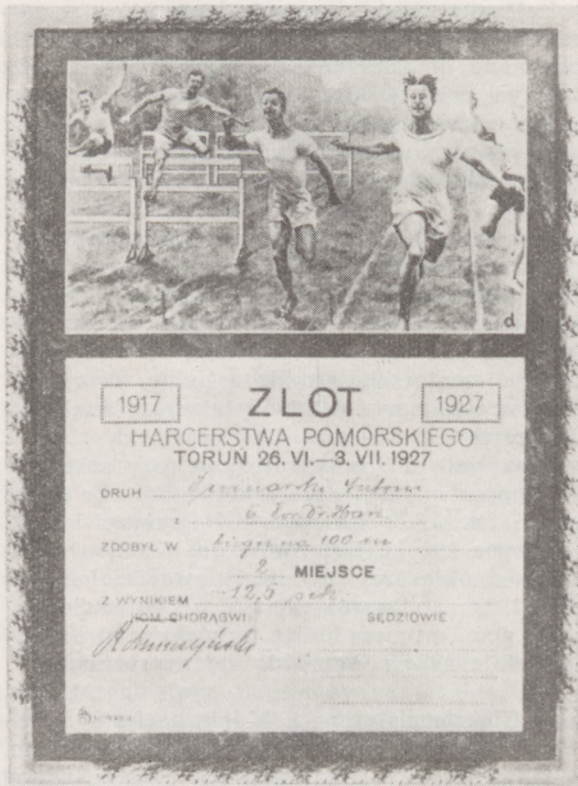 d
1917 ZLOT 1927
HARCERSTWA POMORSKIEGO
TORUŃ 26. VI.—3. VII. 1927
DRUH
6
ZDOBYŁ W biegu na 100 m
2 MIEJSCE
Z WYNIKIEM 12,5 sek.
KOM. CHORĄGWI SĘDZIOWIE